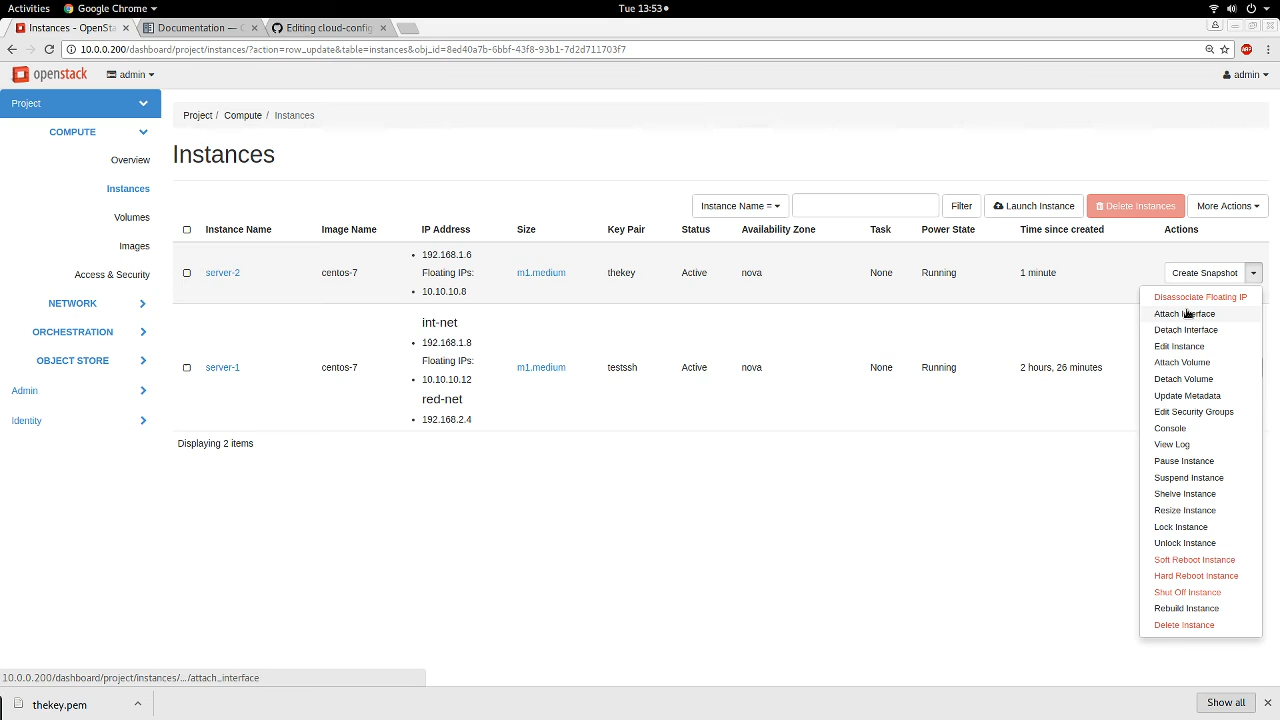 Activities Google Chrome Tue 13:53
Instances - OpenSta Documentation — Editing cloud-config
10.0.0.200/dashboard/project/instances/?action=row_update&table=instances&obj_id=8ed40a7b-6bbf-43f8-93b1-7d2d711703f7 ABP
openstack admin admin
Project
COMPUTE
Overview
Instances
Volumes
Images
Access & Security
NETWORK
ORCHESTRATION
OBJECT STORE
Admin
Identity
Project / Compute / Instances
Instances
Instance Name = Filter Launch Instance Delete Instances More Actions
Instance Name Image Name IP Address Size Key Pair Status Availability Zone Task Power State Time since created Actions
192.168.1.6
server-2 centos-7 Floating IPs: m1.medium thekey Active nova None Running 1 minute Create Snapshot
10.10.10.8
int-net
192.168.1.8
server-1 centos-7 Floating IPs: m1.medium testssh Active nova None Running 2 hours, 26 minutes
10.10.10.12
red-net
192.168.2.4
Displaying 2 items
Disassociate Floating IP
Attach Interface
Detach Interface
Edit Instance
Attach Volume
Detach Volume
Update Metadata
Edit Security Groups
Console
View Log
Pause Instance
Suspend Instance
Shelve Instance
Resize Instance
Lock Instance
Unlock Instance
Soft Reboot Instance
Hard Reboot Instance
Shut Off Instance
Rebuild Instance
Delete Instance
10.0.0.200/dashboard/project/instances/.../attach_interface
thekey.pem Show all